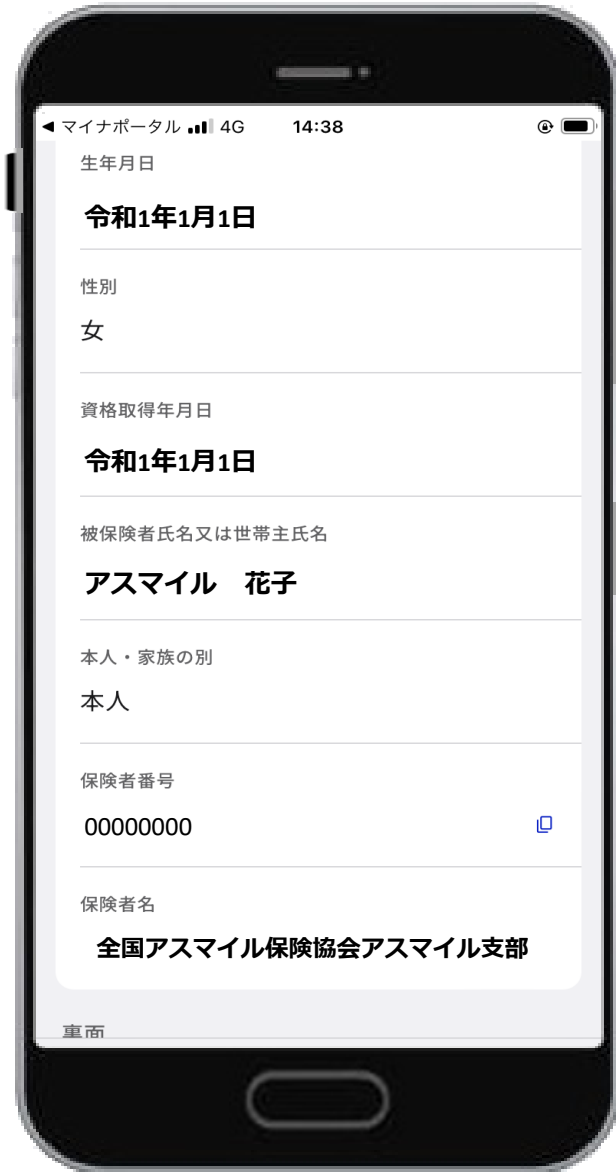 マイナポータル 4G 14:38
生年月日
令和1年1月1日
性別
女
資格取得年月日
令和1年1月1日
被保険者氏名又は世帯主氏名
アスマイル　花子
本人・家族の別
本人
保険者番号
00000000
保険者名
全国アスマイル保険協会アスマイル支部
裏面